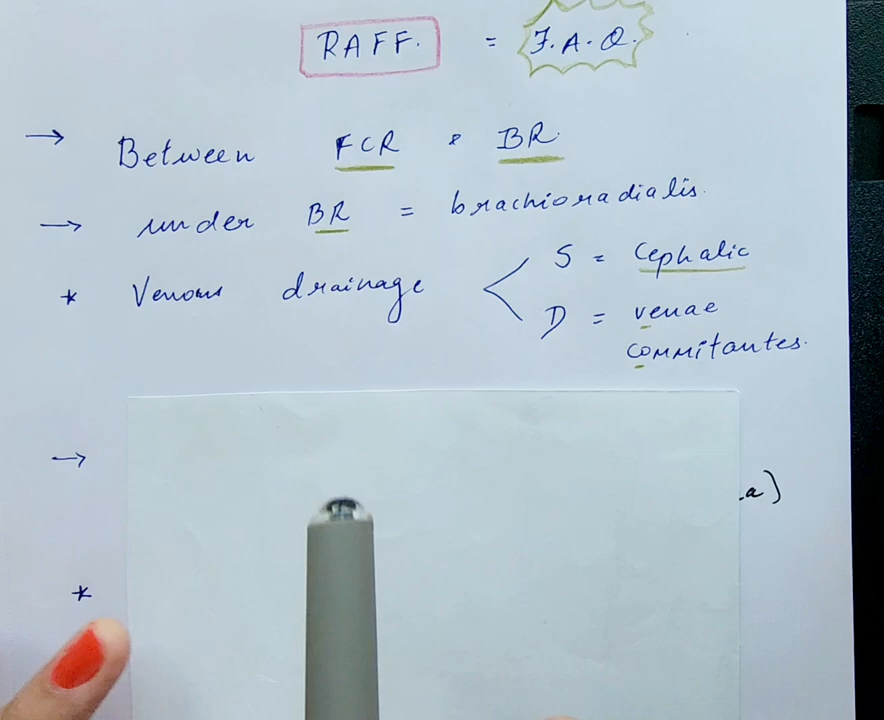 RAFF. = F.A.Q.
→ Between FCR & BR.
→ under BR = brachioradialis.
* Venous drainage < S = Cephalic
D = venae
commitantes.
→ a)
*